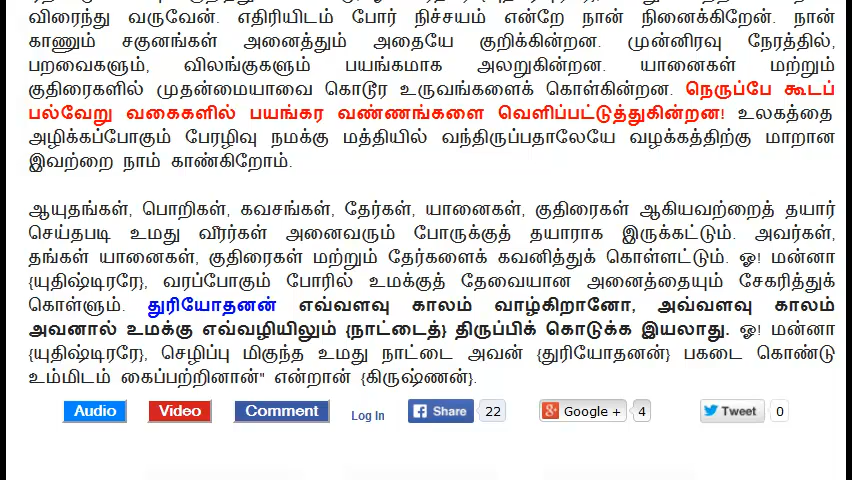 விரைந்து வருவேன். எதிரியிடம் போர் நிச்சயம் என்றே நான் நினைக்கிறேன். நான்
காணும் சகுனங்கள் அனைத்தும் அதையே குறிக்கின்றன. முன்னிரவு நேரத்தில்,
பறவைகளும், விலங்குகளும் பயங்கமாக அலறுகின்றன. யானைகள் மற்றும்
குதிரைகளில் முதன்மையாவை கொடூர உருவங்களைக் கொள்கின்றன. நெருப்பே கூடப்
பல்வேறு வகைகளில் பயங்கர வண்ணங்களை வெளிப்பட்டுத்துகின்றன! உலகத்தை
அழிக்கப்போகும் பேரழிவு நமக்கு மத்தியில் வந்திருப்பதாலேயே வழக்கத்திற்கு மாறான
இவற்றை நாம் காண்கிறோம்.
ஆயுதங்கள், பொறிகள், கவசங்கள், தேர்கள், யானைகள், குதிரைகள் ஆகியவற்றைத் தயார்
செய்தபடி உமது வீரர்கள் அனைவரும் போருக்குத் தயாராக இருக்கட்டும். அவர்கள்,
தங்கள் யானைகள், குதிரைகள் மற்றும் தேர்களைக் கவனித்துக் கொள்ளட்டும். ஓ! மன்னா
{யுதிஷ்டிரரே}, வரப்போகும் போரில் உமக்குத் தேவையான அனைத்தையும் சேகரித்துக்
கொள்ளும். துரியோதனன் எவ்வளவு காலம் வாழ்கிறானோ, அவ்வளவு காலம்
அவனால் உமக்கு எவ்வழியிலும் {நாட்டைத்} திருப்பிக் கொடுக்க இயலாது. ஓ! மன்னா
{யுதிஷ்டிரரே}, செழிப்பு மிகுந்த உமது நாட்டை அவன் {துரியோதனன்} பகடை கொண்டு
உம்மிடம் கைப்பற்றினான்" என்றான் {கிருஷ்ணன்}.
Audio Video Comment Log In Share 22 Google + 4 Tweet 0